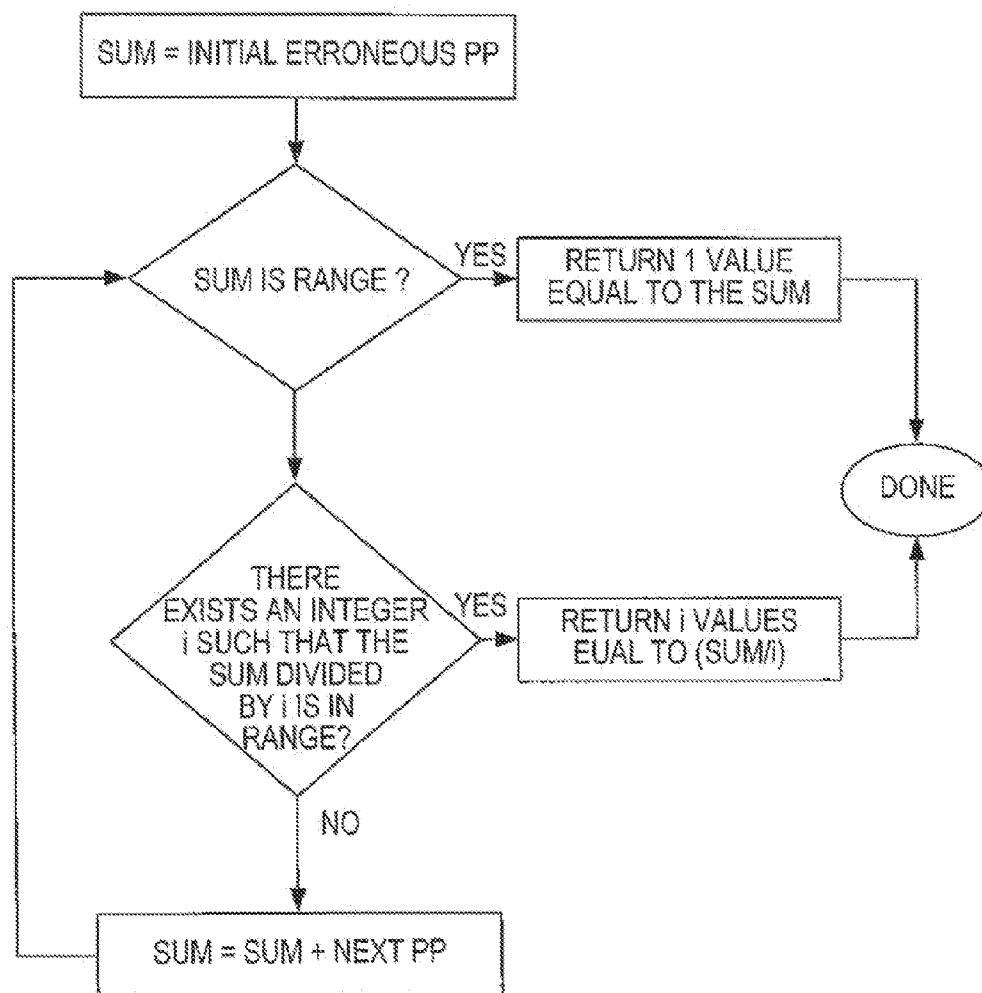 SUM = INITIAL ERRONEOUS PP
SUM IS RANGE ?
YES
RETURN 1 VALUE
EQUAL TO THE SUM
DONE
THERE
EXISTS AN INTEGER
i SUCH THAT THE
SUM DIVIDED
BY i IS IN
RANGE?
YES
RETURN i VALUES
EUAL TO (SUM/i)
NO
SUM = SUM + NEXT PP